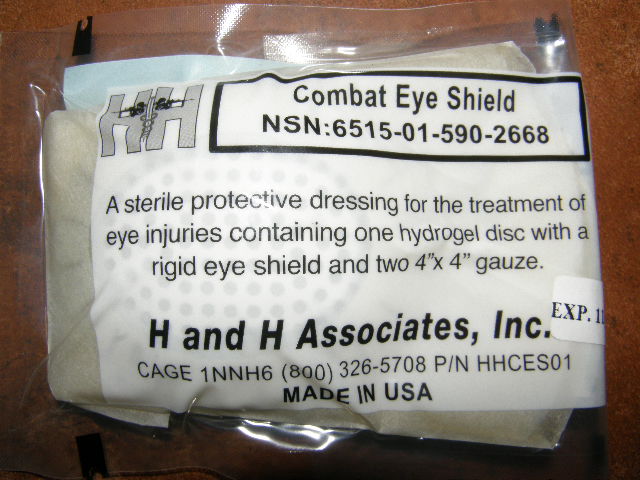 HH
Combat Eye Shield
NSN:6515-01-590-2668
A sterile protective dressing for the treatment of
eye injuries containing one hydrogel disc with a
rigid eye shield and two 4"x 4" gauze.
EXP.
H and H Associates, Inc.
CAGE 1NNH6 (800) 326-5708 P/N HHCES01
MADE IN USA